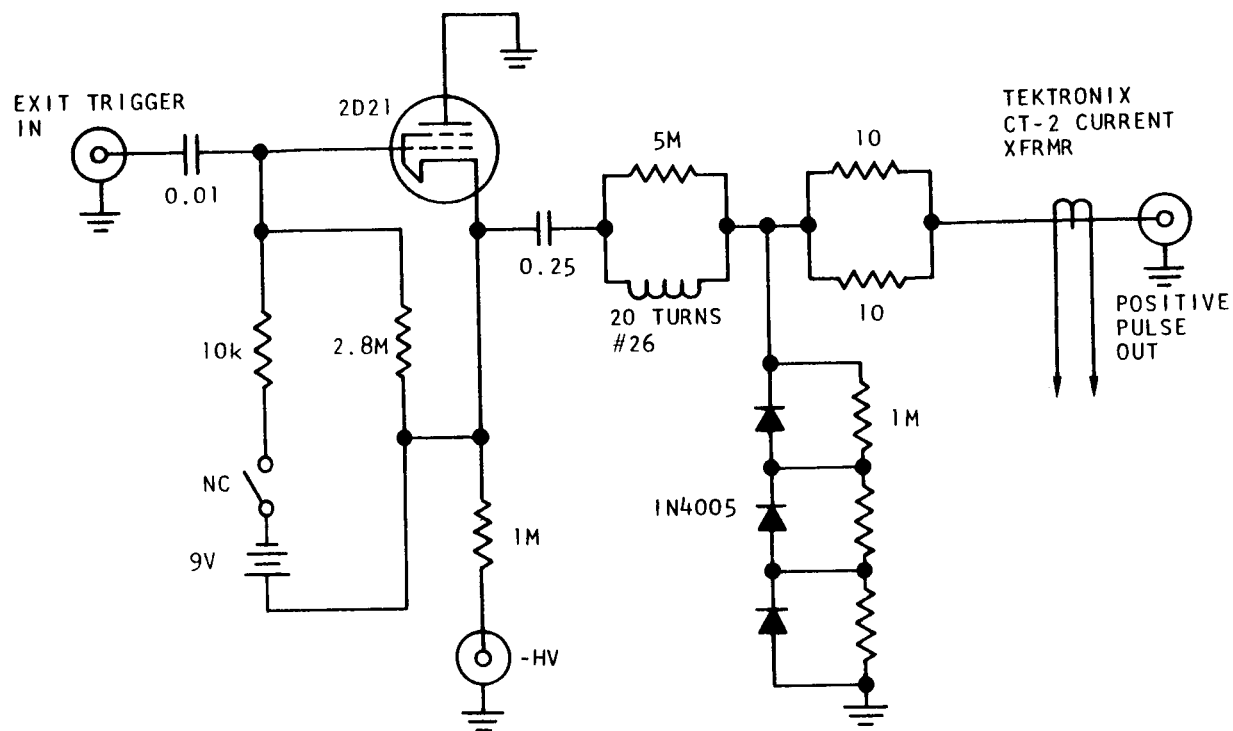 EXIT TRIGGER
IN
0.01
2D21
5M
10
TEKTRONIX
CT-2 CURRENT
XFRMR
0.25
20 TURNS
#26
10
POSITIVE
PULSE
OUT
10k
2.8M
1M
NC
1M
1N4005
9V
-HV